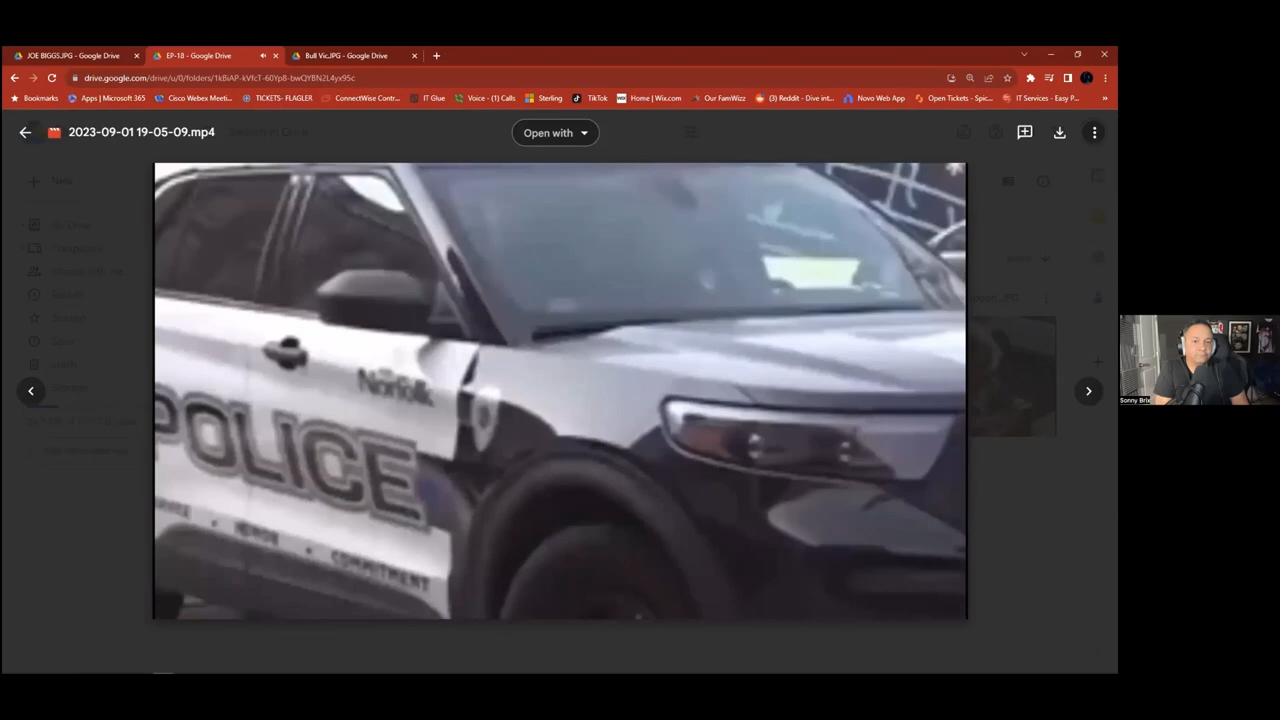 JOE BIGGS.JPG - Google Drive
EP-18 - Google Drive
Bull Vic.JPG - Google Drive
drive.google.com/drive/u/0/folders/1kBiAP-kVfcT-60Yp8-bwQYBN2L4yx95c
Bookmarks
Apps | Microsoft 365
Cisco Webex Meeti...
TICKETS- FLAGLER
ConnectWise Contr...
IT Glue
Voice - (1) Calls
Sterling
TikTok
Home | Wix.com
Our FamWizz
(3) Reddit - Dive int...
Novo Web App
Open Tickets - Spic...
IT Services - Easy P...
2023-09-01 19-05-09.mp4
Open with
New
Norfolk
POLICE
COMMITMENT
Sonny Brix